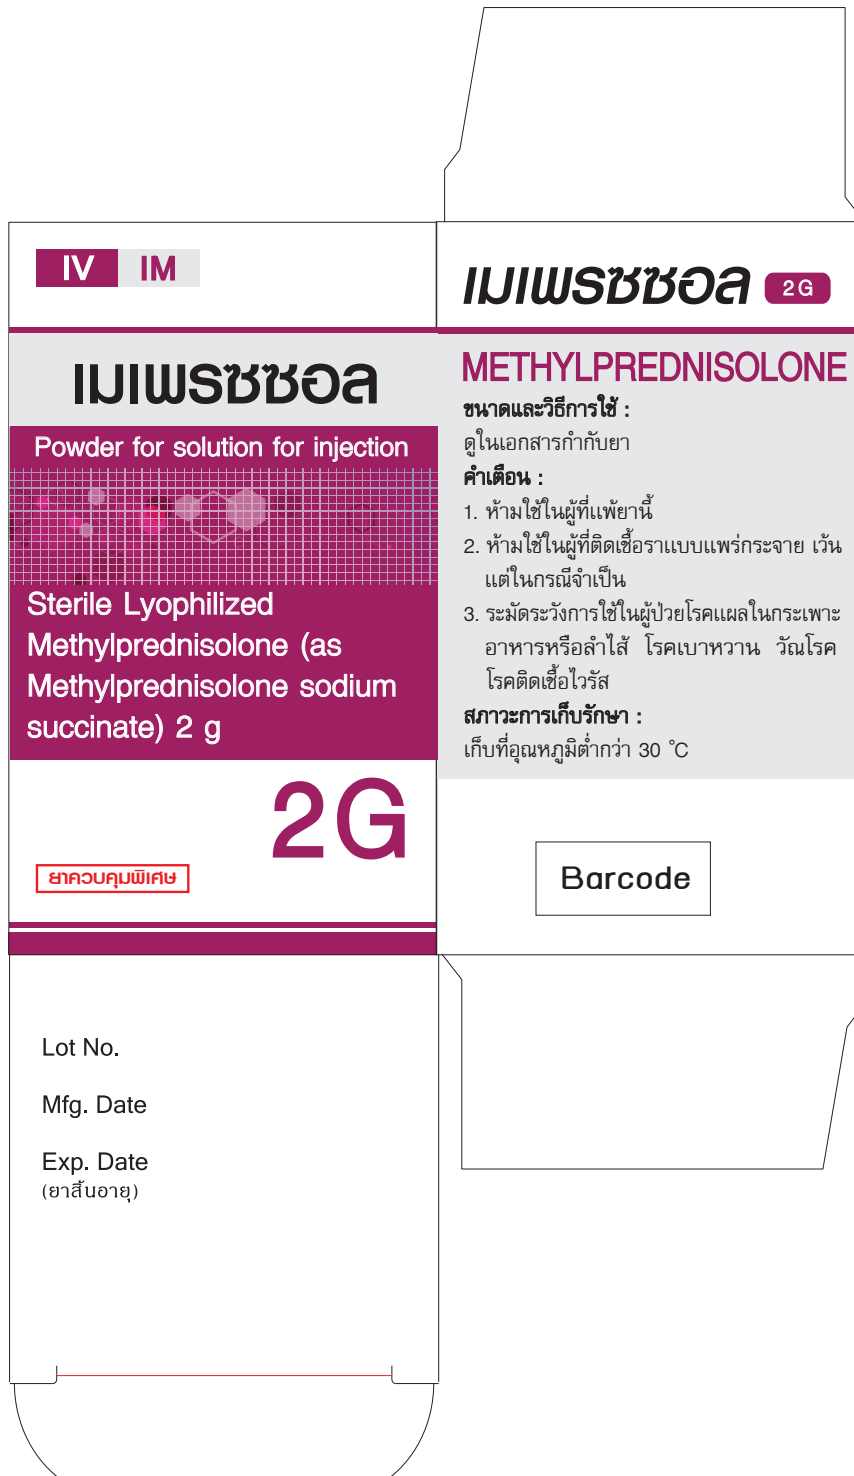 IV IM
เมเพรซซอล
Powder for solution for injection
Sterile Lyophilized
Methylprednisolone (as
Methylprednisolone sodium
succinate) 2 g
2G
ยาควบคุมพิเศษ
Lot No.
Mfg. Date
Exp. Date
(ยาสิ้นอายุ)
เมเพรซซอล 2G
METHYLPREDNISOLONE
ขนาดและวิธีการใช้ :
ดูในเอกสารกำกับยา
คำเตือน :
1. ห้ามใช้ในผู้ที่แพ้ยานี้
2. ห้ามใช้ในผู้ที่ติดเชื้อราแบบแพร่กระจาย เว้น
แต่ในกรณีจำเป็น
3. ระมัดระวังการใช้ในผู้ป่วยโรคแผลในกระเพาะ
อาหารหรือลำไส้ โรคเบาหวาน วัณโรค
โรคติดเชื้อไวรัส
สภาวะการเก็บรักษา :
เก็บที่อุณหภูมิต่ำกว่า 30 °C
Barcode